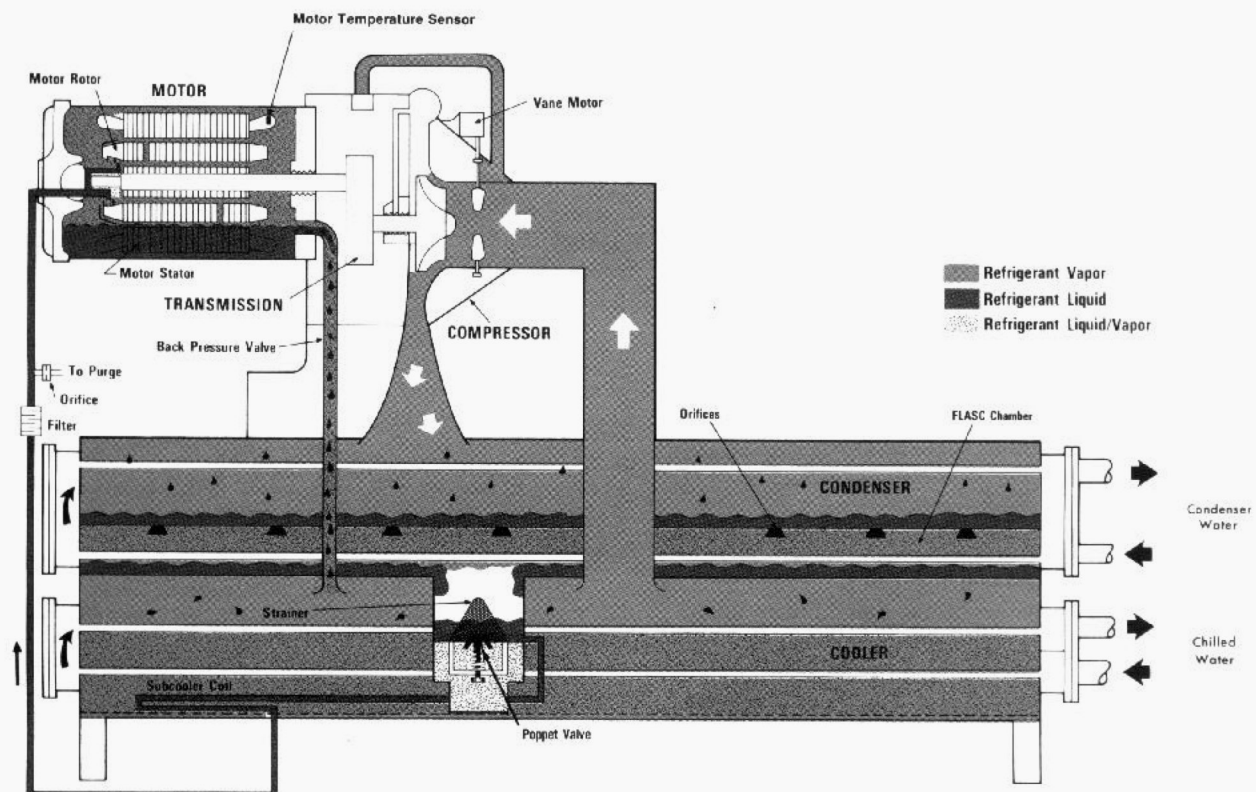 Motor Temperature Sensor
Motor Rotor
MOTOR
Vane Motor
Motor Stator
TRANSMISSION
COMPRESSOR
Back Pressure Valve
Refrigerant Vapor
Refrigerant Liquid
Refrigerant Liquid/Vapor
To Purge
Orifice
Filter
Orifices
FLASC Chamber
CONDENSER
Condenser
Water
Strainer
COOLER
Chilled
Water
Subcooler Coil
Poppet Valve